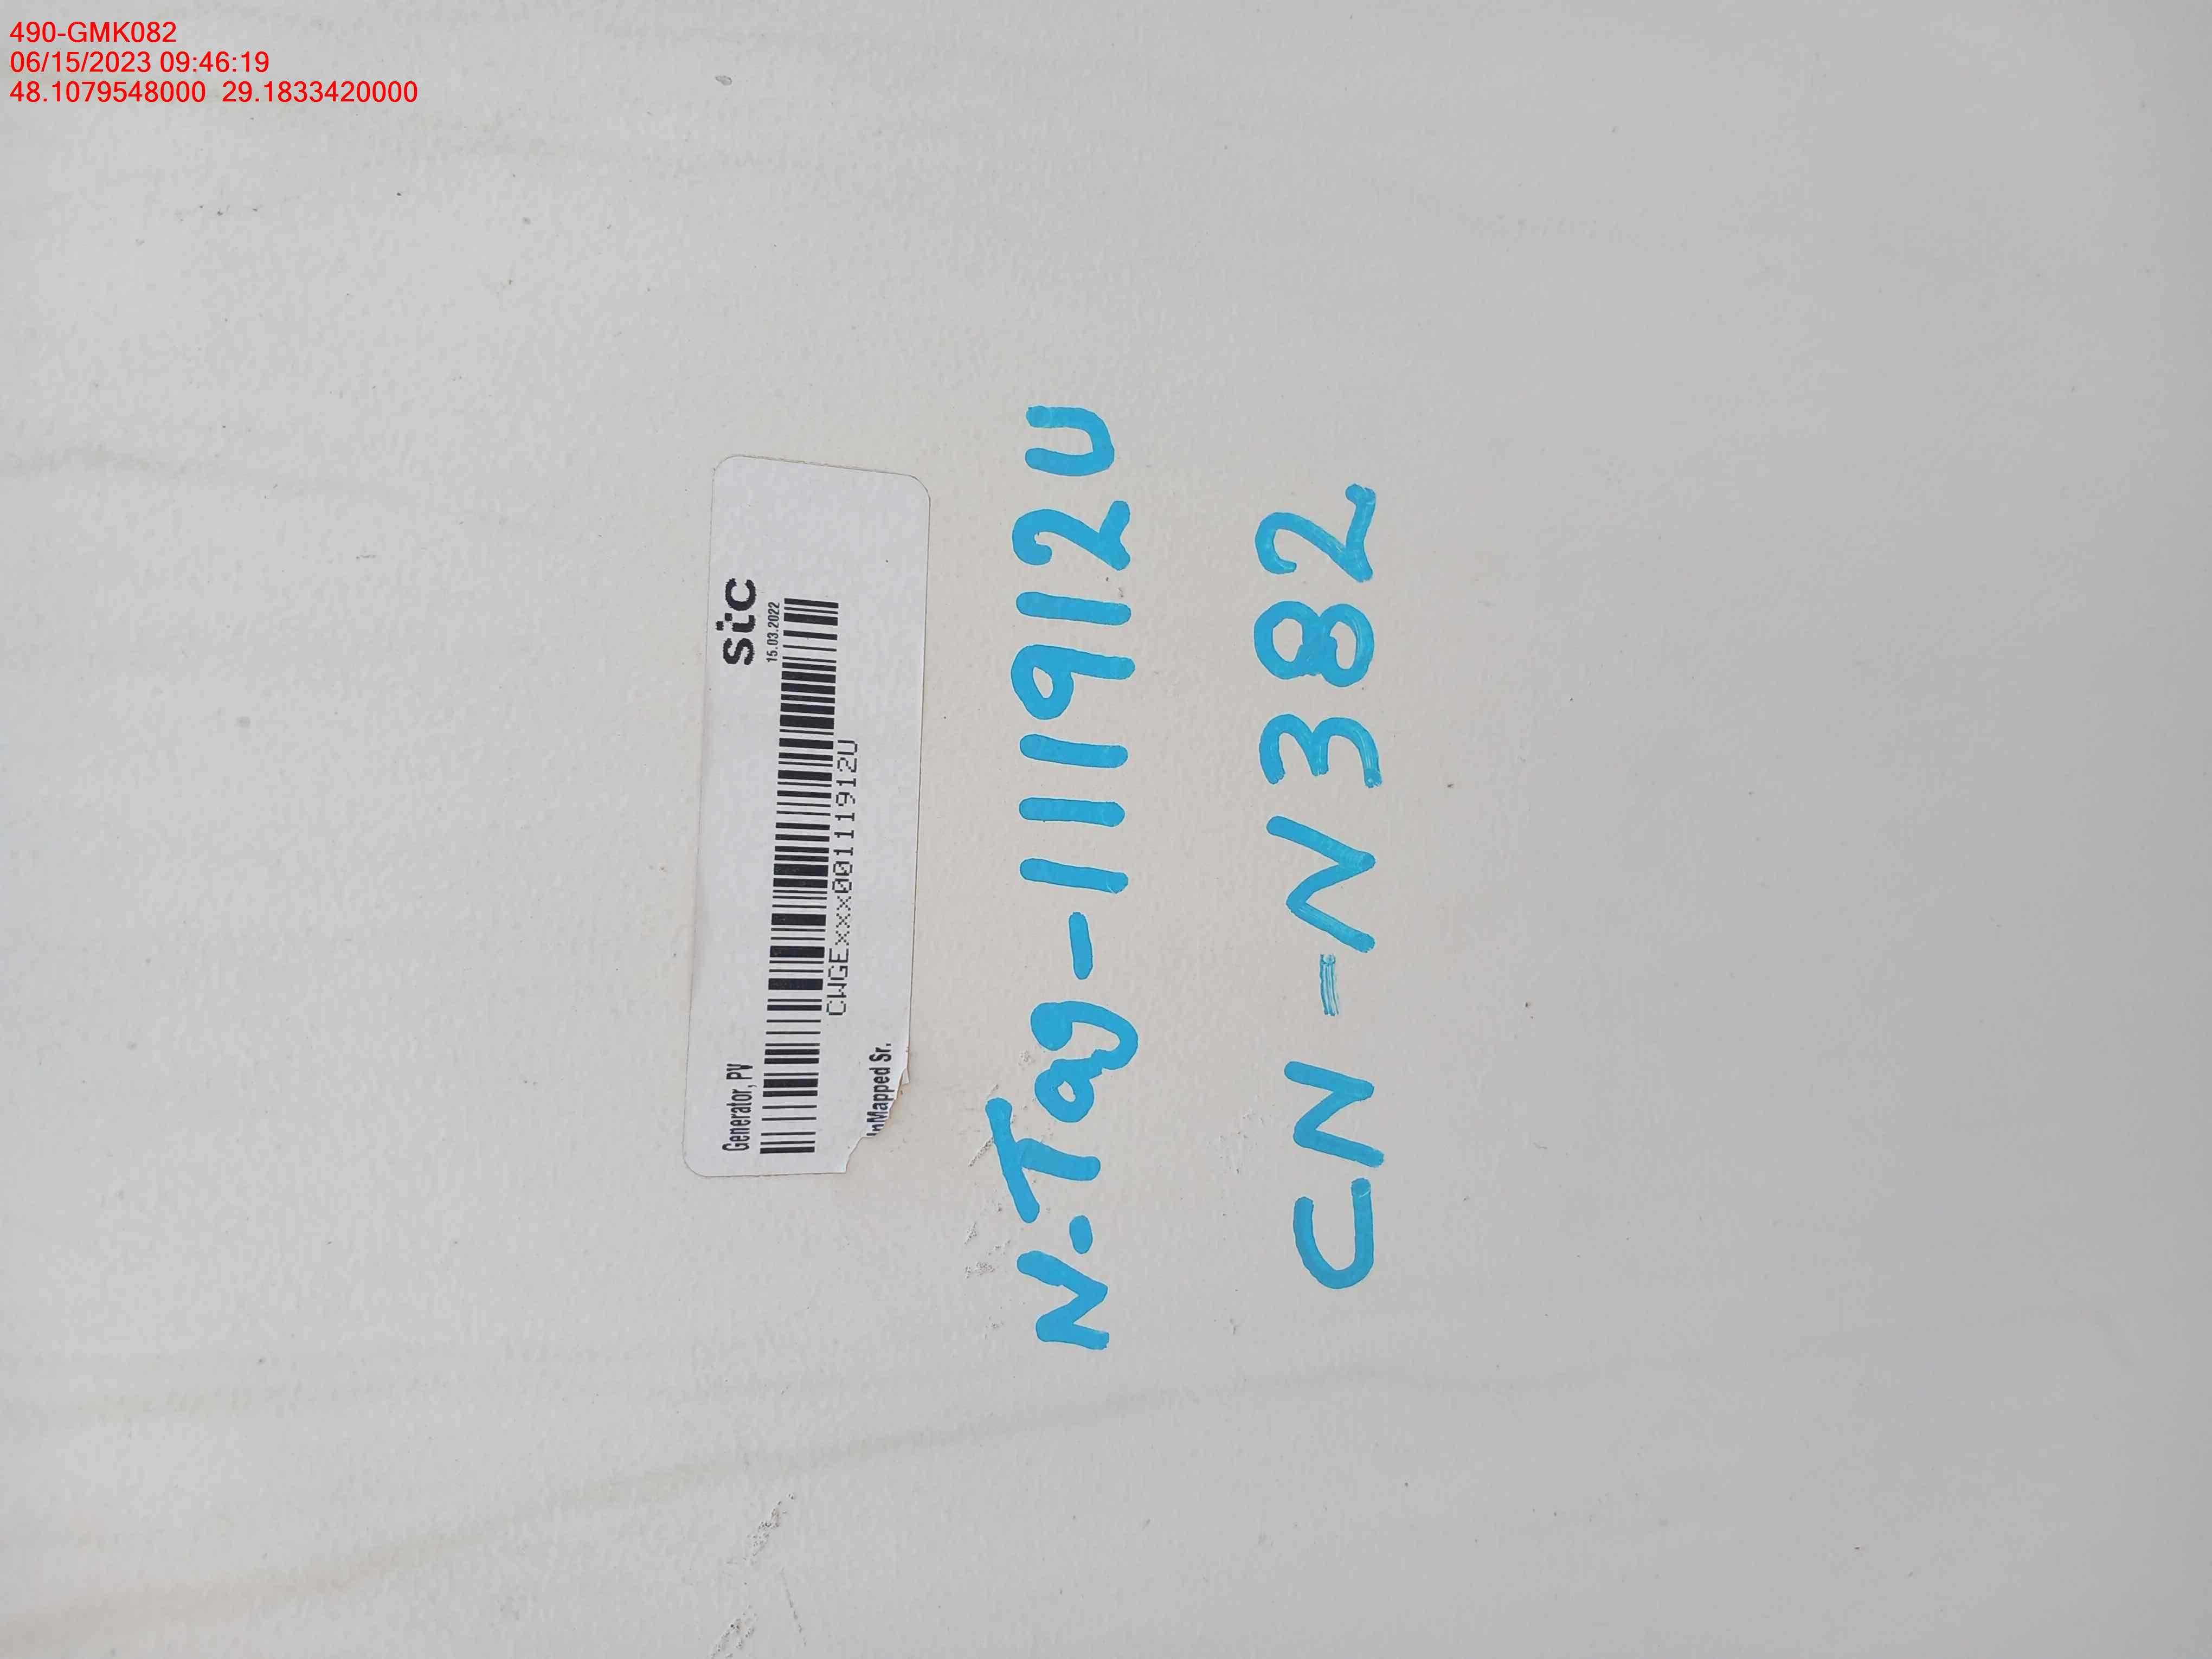 490-GMK082
06/15/2023 09:46:19
48.1079548000 29.1833420000
stc
Generator, PV 15.03.2022
CWGExxx00111912U
nMapped Sr.
N-Tag-111912U
CN-N382